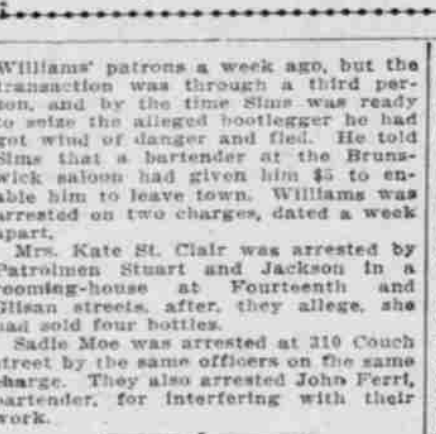 Williams' patrons a week ago, but the
transaction was through a third per-
son, and by the time Sims was ready
to seize the alleged bootlegger he had
got wind of danger and fled. He told
Sims that a bartender at the Bruns-
wick saloon had given him $5 to en-
able him to leave town. Williams was
arrested on two charges, dated a week
apart.
Mrs. Kate St. Clair was arrested by
Patrolmen Stuart and Jackson in a
rooming-house at Fourteenth and
Glisan streets, after, they allege, she
had sold four bottles.
Sadie Moe was arrested at 310 Couch
street by the same officers on the same
charge. They also arrested John Ferri,
bartender, for interfering with their
work.